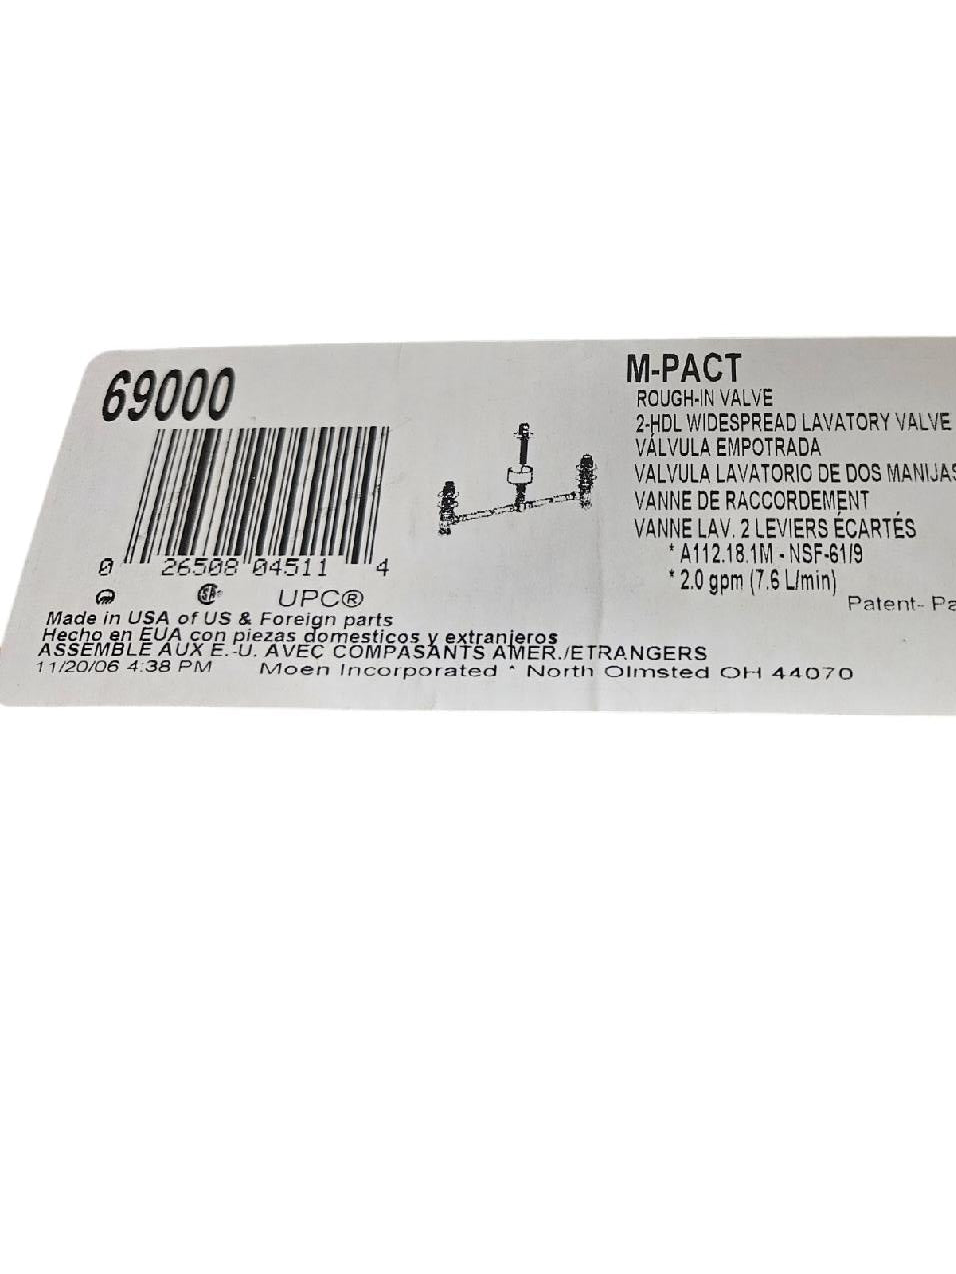 69000
0 26508 04511 4
SA® UPC®
Made in USA of US & Foreign parts
Hecho en EUA con piezas domesticos y extranjeros
ASSEMBLE AUX E.-U. AVEC COMPASANTS AMER./ETRANGERS
11/20/06 4:38 PM Moen Incorporated * North Olmsted OH 44070
M-PACT
ROUGH-IN VALVE
2-HDL WIDESPREAD LAVATORY VALVE
VÁLVULA EMPOTRADA
VALVULA LAVATORIO DE DOS MANIJAS
VANNE DE RACCORDEMENT
VANNE LAV. 2 LEVIERS ÉCARTÉS
* A112.18.1M - NSF-61/9
* 2.0 gpm (7.6 L/min)
Patent- Pa